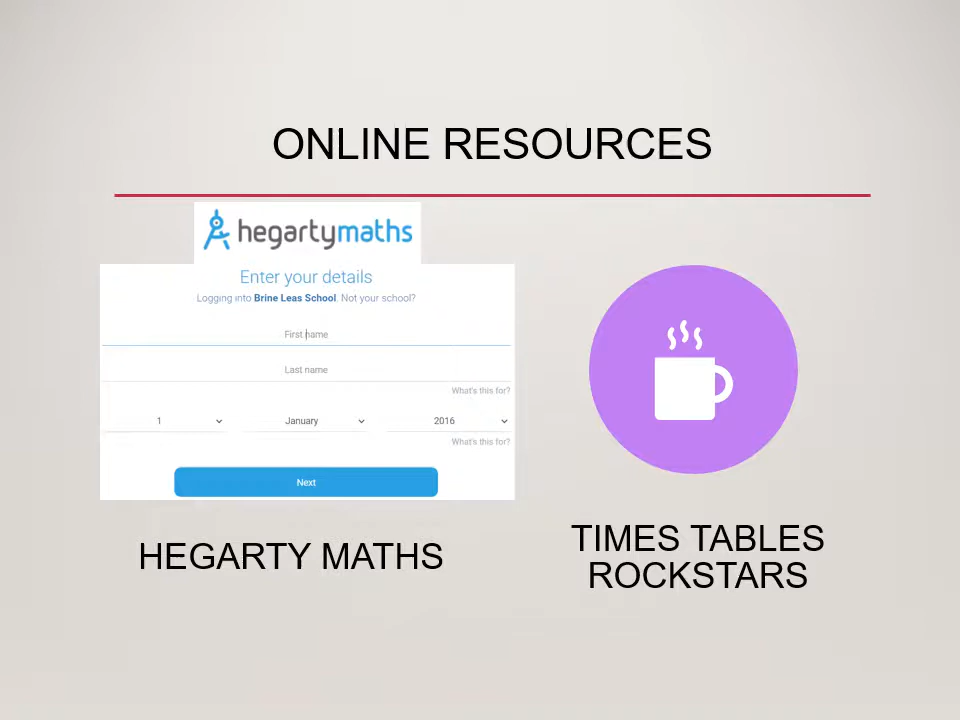 ONLINE RESOURCES
hegartymaths
Enter your details
Logging into Brine Leas School. Not your school?
First name
Last name
What's this for?
1 January 2016
What's this for?
Next
HEGARTY MATHS
TIMES TABLES
ROCKSTARS